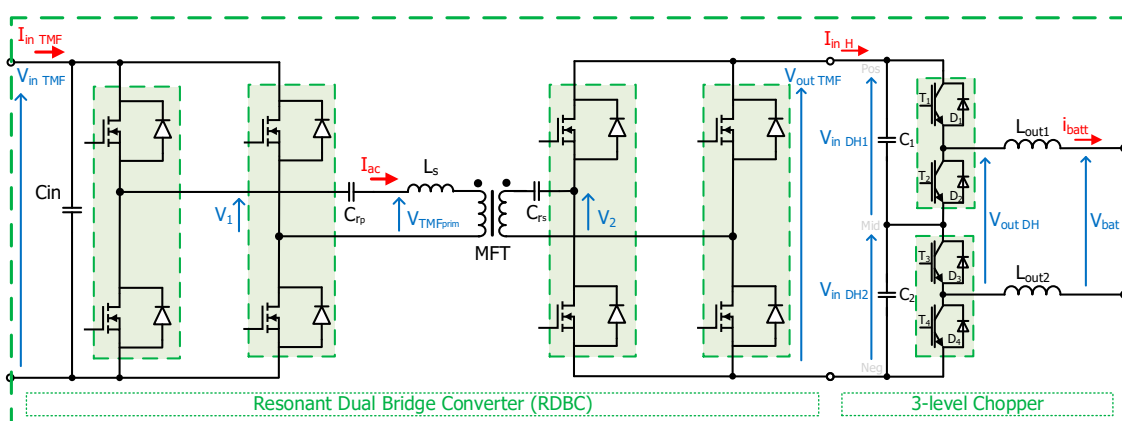 I_in TMF
V_in TMF
Cin
V_1
I_ac
C_rp
L_s
V_TMFprim
MFT
C_rs
V_2
I_in H
V_out TMF
Pos
V_in DH1
C_1
Mid
V_in DH2
C_2
Neg
T_1
D_1
T_2
D_2
T_3
D_3
T_4
D_4
L_out1
i_batt
V_out DH
V_bat
L_out2
Resonant Dual Bridge Converter (RDBC)
3-level Chopper